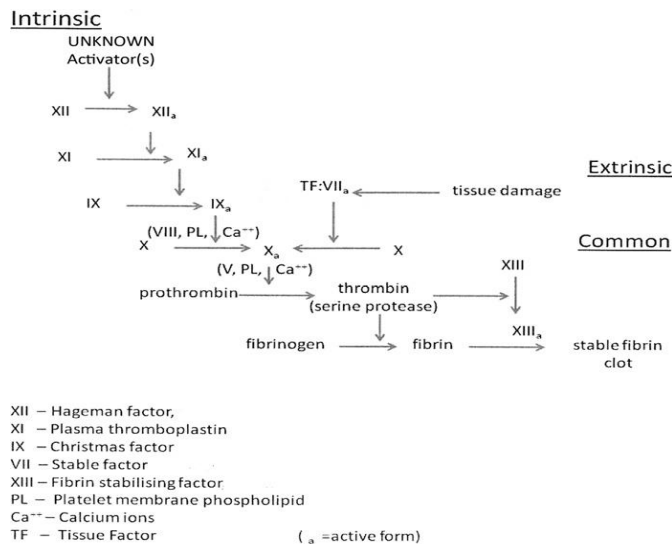 Intrinsic
UNKNOWN
Activator(s)
XII XIIₐ
XI XIₐ
Extrinsic
TF:VIIₐ tissue damage
IX IXₐ
(VIII, PL, Ca⁺⁺)
Common
X Xₐ X
XIII
(V, PL, Ca⁺⁺)
prothrombin thrombin
(serine protease)
XIIIₐ
fibrinogen fibrin stable fibrin
clot
XII – Hageman factor,
XI – Plasma thromboplastin
IX – Christmas factor
VII – Stable factor
XIII – Fibrin stabilising factor
PL – Platelet membrane phospholipid
Ca⁺⁺ – Calcium ions
TF – Tissue Factor ( ₐ =active form)